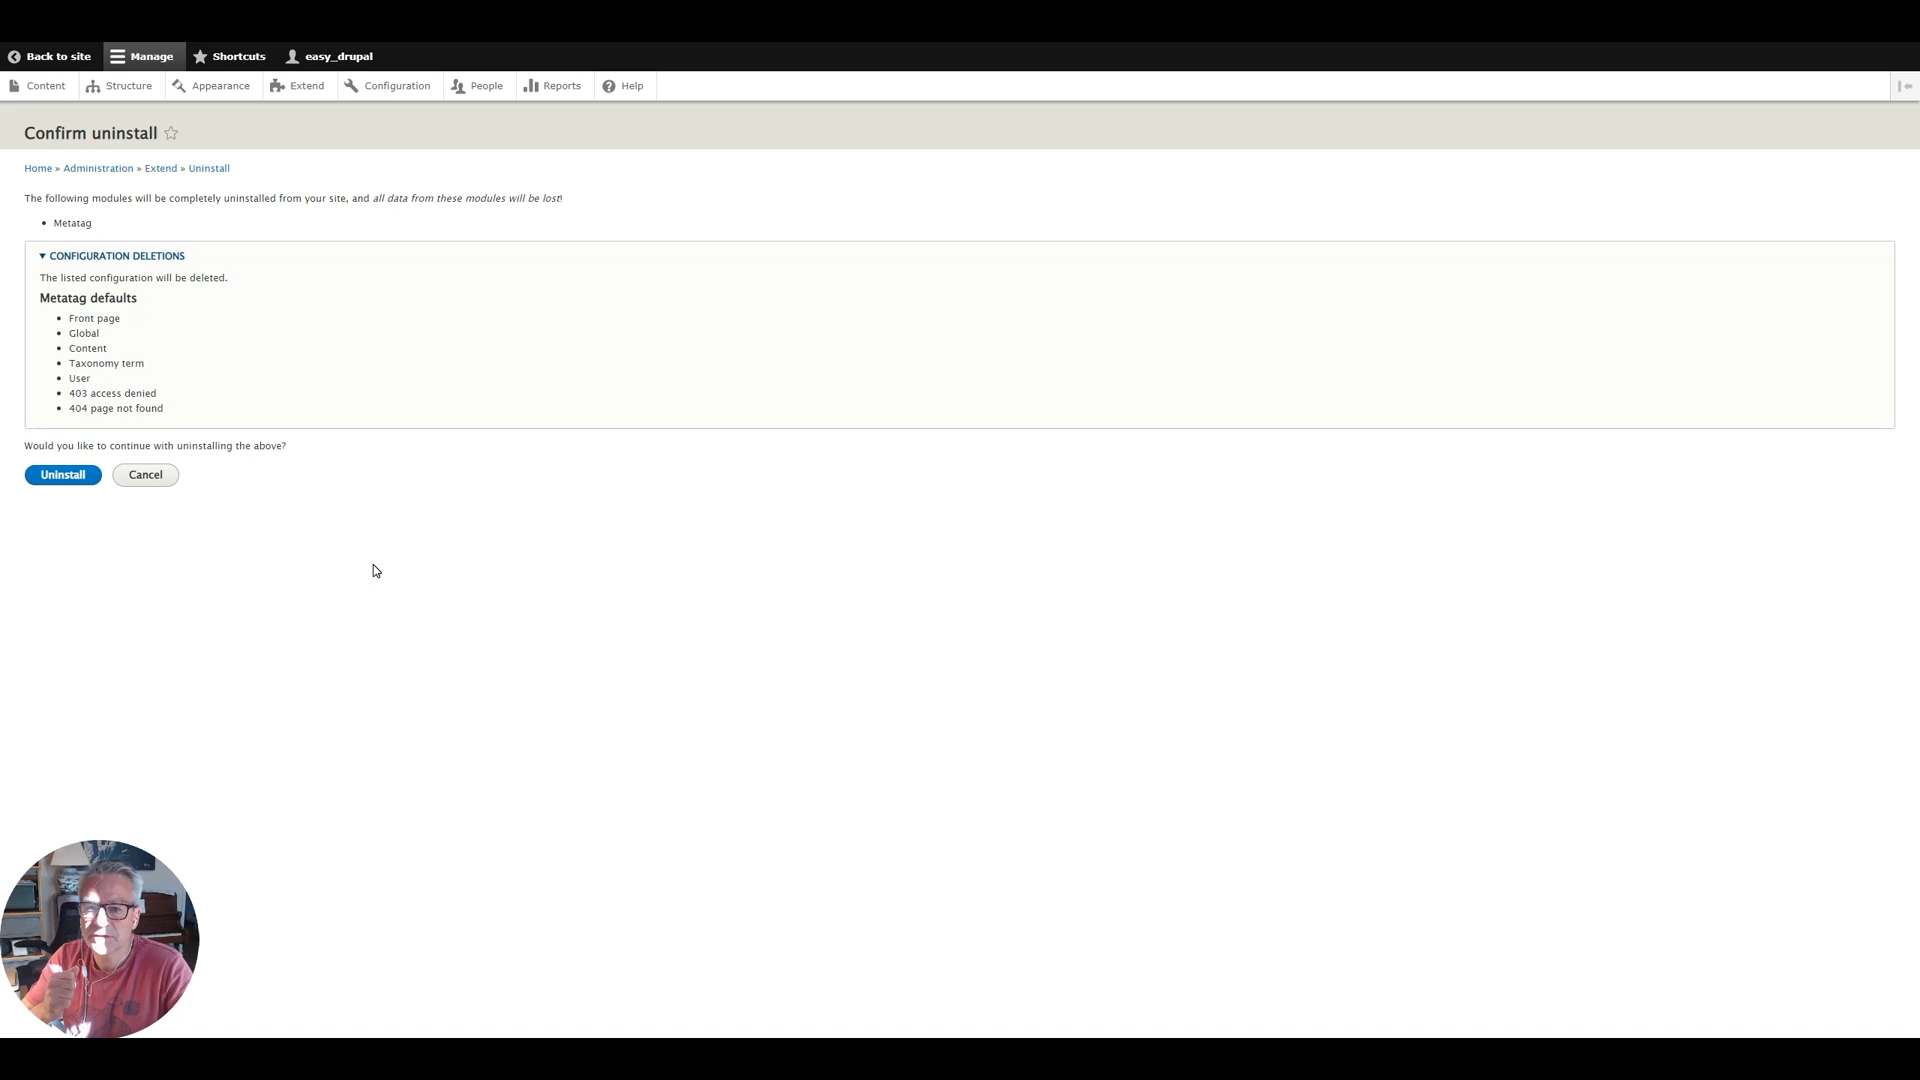 Back to site Manage Shortcuts easy_drupal
Content Structure Appearance Extend Configuration People Reports Help
Confirm uninstall
Home » Administration » Extend » Uninstall
The following modules will be completely uninstalled from your site, and all data from these modules will be lost!
• Metatag
▼ CONFIGURATION DELETIONS
The listed configuration will be deleted.
Metatag defaults
• Front page
• Global
• Content
• Taxonomy term
• User
• 403 access denied
• 404 page not found
Would you like to continue with uninstalling the above?
Uninstall Cancel